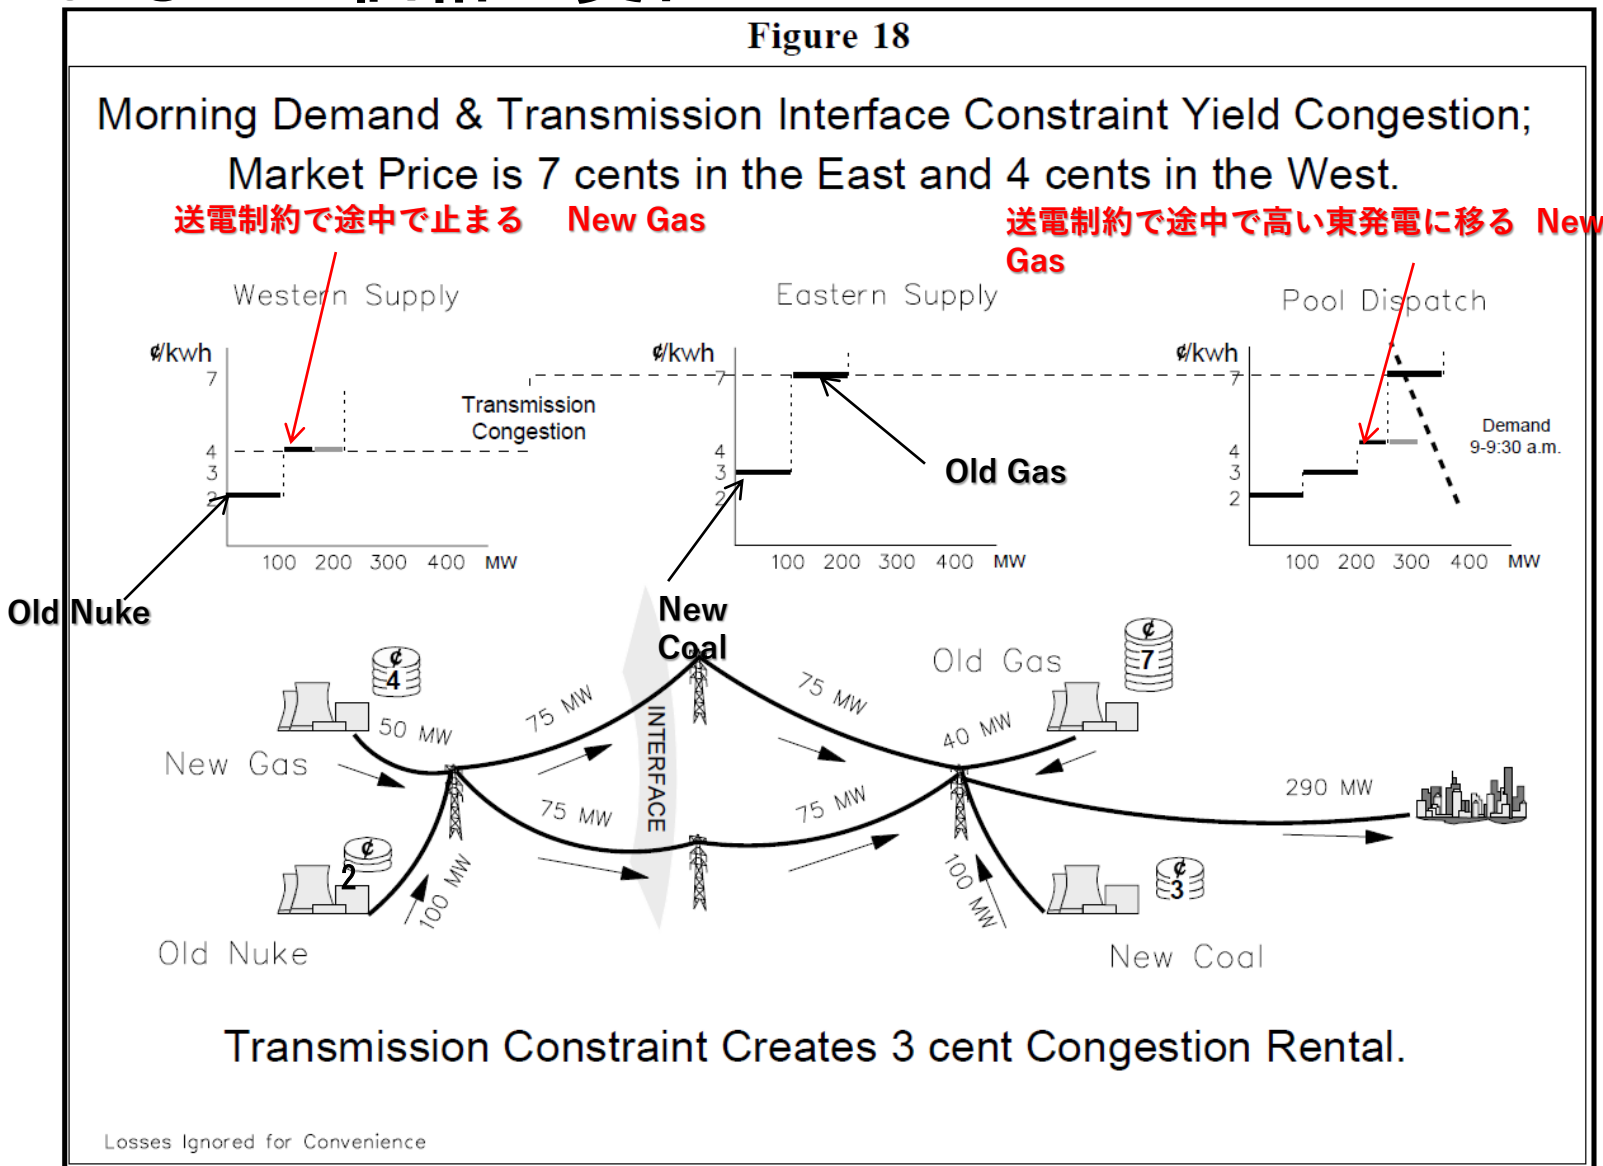 Figure 18
Morning Demand & Transmission Interface Constraint Yield Congestion;
Market Price is 7 cents in the East and 4 cents in the West.
送電制約で途中で止まる New Gas
送電制約で途中で高い東発電に移る New
Gas
Western Supply
Eastern Supply
Pool Dispatch
¢/kwh
¢/kwh
¢/kwh
7
7
7
Transmission
Congestion
Demand
9-9:30 a.m.
4
4
4
3
3
3
2
2
2
Old Gas
100 200 300 400 MW
100 200 300 400 MW
100 200 300 400 MW
Old Nuke
New
Coal
¢
4
Old Gas
¢
7
75 MW
75 MW
50 MW
40 MW
New Gas
INTERFACE
290 MW
75 MW
75 MW
¢
2
100 MW
100 MW
¢
3
Old Nuke
New Coal
Transmission Constraint Creates 3 cent Congestion Rental.
Losses Ignored for Convenience